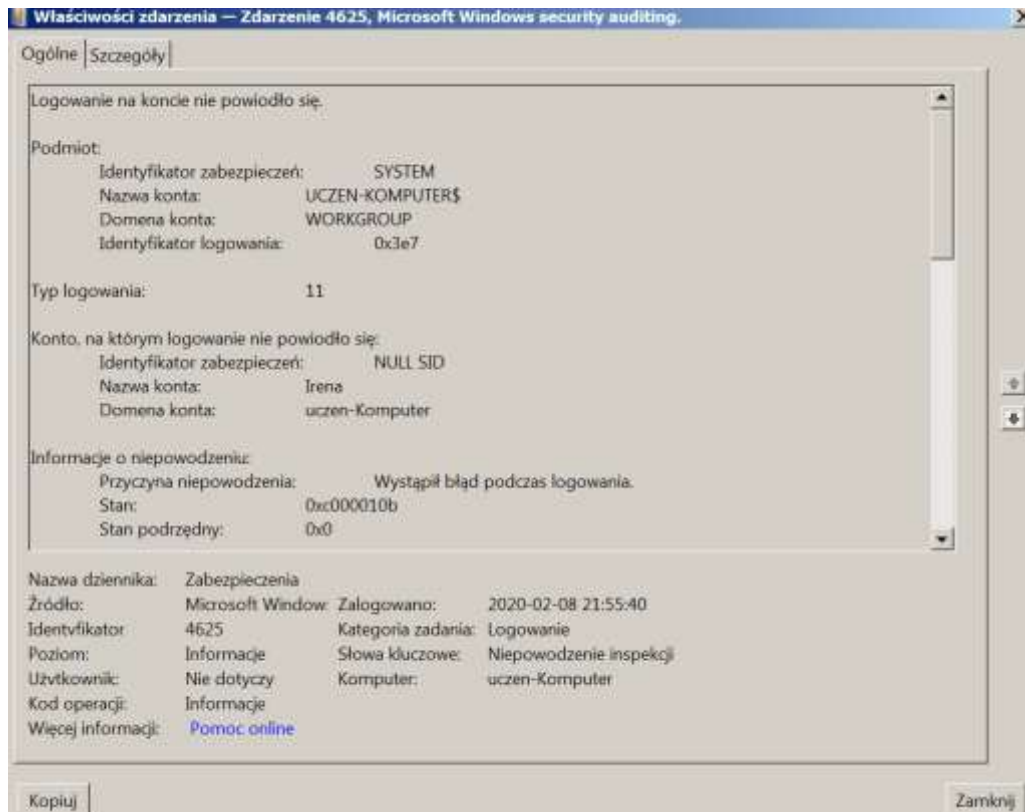 Właściwości zdarzenia — Zdarzenie 4625, Microsoft Windows security auditing.
Ogólne Szczegóły
Logowanie na koncie nie powiodło się.
Podmiot:
Identyfikator zabezpieczeń: SYSTEM
Nazwa konta: UCZEN-KOMPUTER$
Domena konta: WORKGROUP
Identyfikator logowania: 0x3e7
Typ logowania: 11
Konto, na którym logowanie nie powiodło się:
Identyfikator zabezpieczeń: NULL SID
Nazwa konta: Irena
Domena konta: uczen-Komputer
Informacje o niepowodzeniu:
Przyczyna niepowodzenia: Wystąpił błąd podczas logowania.
Stan: 0xc000010b
Stan podrzędny: 0x0
Nazwa dziennika: Zabezpieczenia
Źródło: Microsoft Window Zalogowano: 2020-02-08 21:55:40
Identyfikator 4625 Kategoria zadania: Logowanie
Poziom: Informacje Słowa kluczowe: Niepowodzenie inspekcji
Użytkownik: Nie dotyczy Komputer: uczen-Komputer
Kod operacji: Informacje
Więcej informacji: Pomoc online
Kopiuj Zamknij